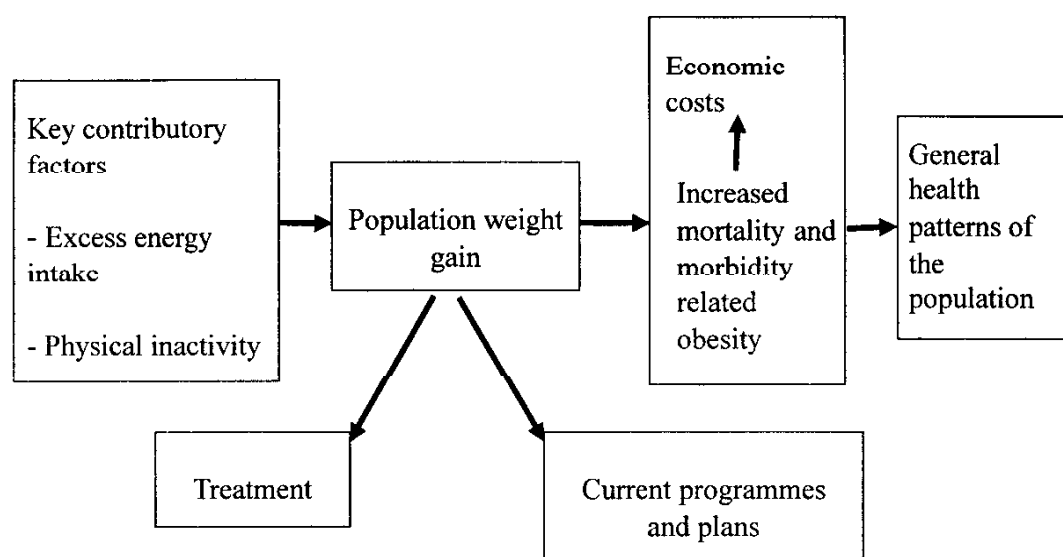 Key contributory
factors
- Excess energy
intake
- Physical inactivity
Population weight
gain
Economic
costs
Increased
mortality and
morbidity
related
obesity
General
health
patterns of
the
population
Treatment
Current programmes
and plans